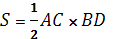 S = 1/2 AC × BD